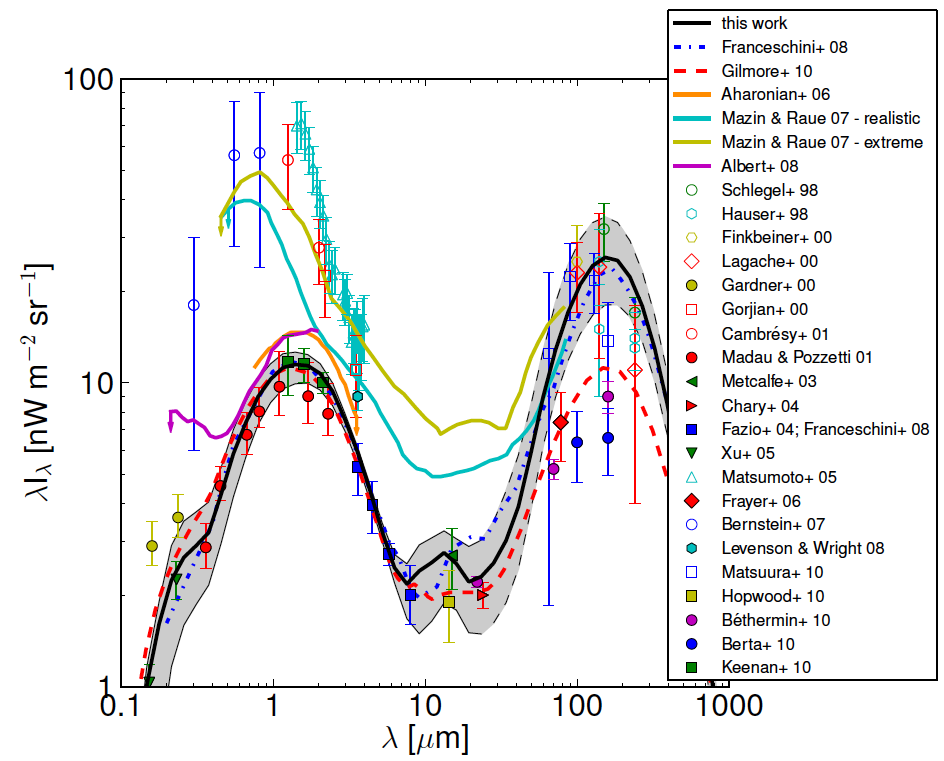 this work
Franceschini+ 08
Gilmore+ 10
Aharonian+ 06
Mazin & Raue 07 - realistic
Mazin & Raue 07 - extreme
Albert+ 08
Schlegel+ 98
Hauser+ 98
Finkbeiner+ 00
Lagache+ 00
Gardner+ 00
Gorjian+ 00
Cambrésy+ 01
Madau & Pozzetti 01
Metcalfe+ 03
Chary+ 04
Fazio+ 04; Franceschini+ 08
Xu+ 05
Matsumoto+ 05
Frayer+ 06
Bernstein+ 07
Levenson & Wright 08
Matsuura+ 10
Hopwood+ 10
Béthermin+ 10
Berta+ 10
Keenan+ 10
100
10
1
λIλ [nW m⁻² sr⁻¹]
0.1 1 10 100 1000
λ [μm]